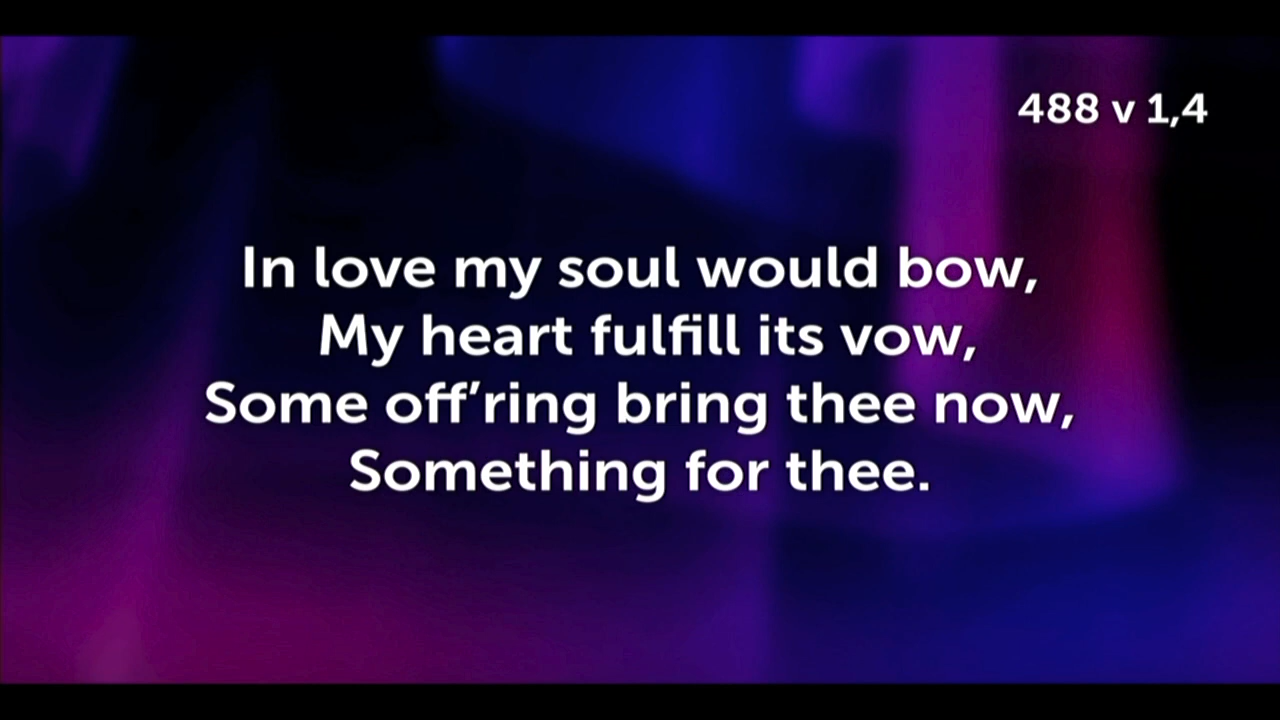 488 v 1,4
In love my soul would bow,
My heart fulfill its vow,
Some off’ring bring thee now,
Something for thee.